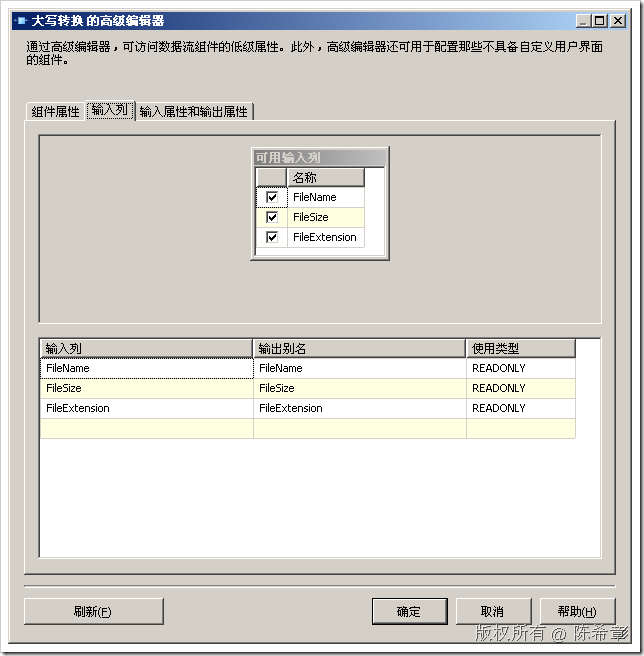 大写转换 的高级编辑器
通过高级编辑器，可访问数据流组件的低级属性。此外，高级编辑器还可用于配置那些不具备自定义用户界面
的组件。
组件属性 输入列 输入属性和输出属性
可用输入列
名称
FileName
FileSize
FileExtension
输入列 输出别名 使用类型
FileName FileName READONLY
FileSize FileSize READONLY
FileExtension FileExtension READONLY
刷新(F) 确定 取消 帮助(H)
版权所有 @ 陈希章